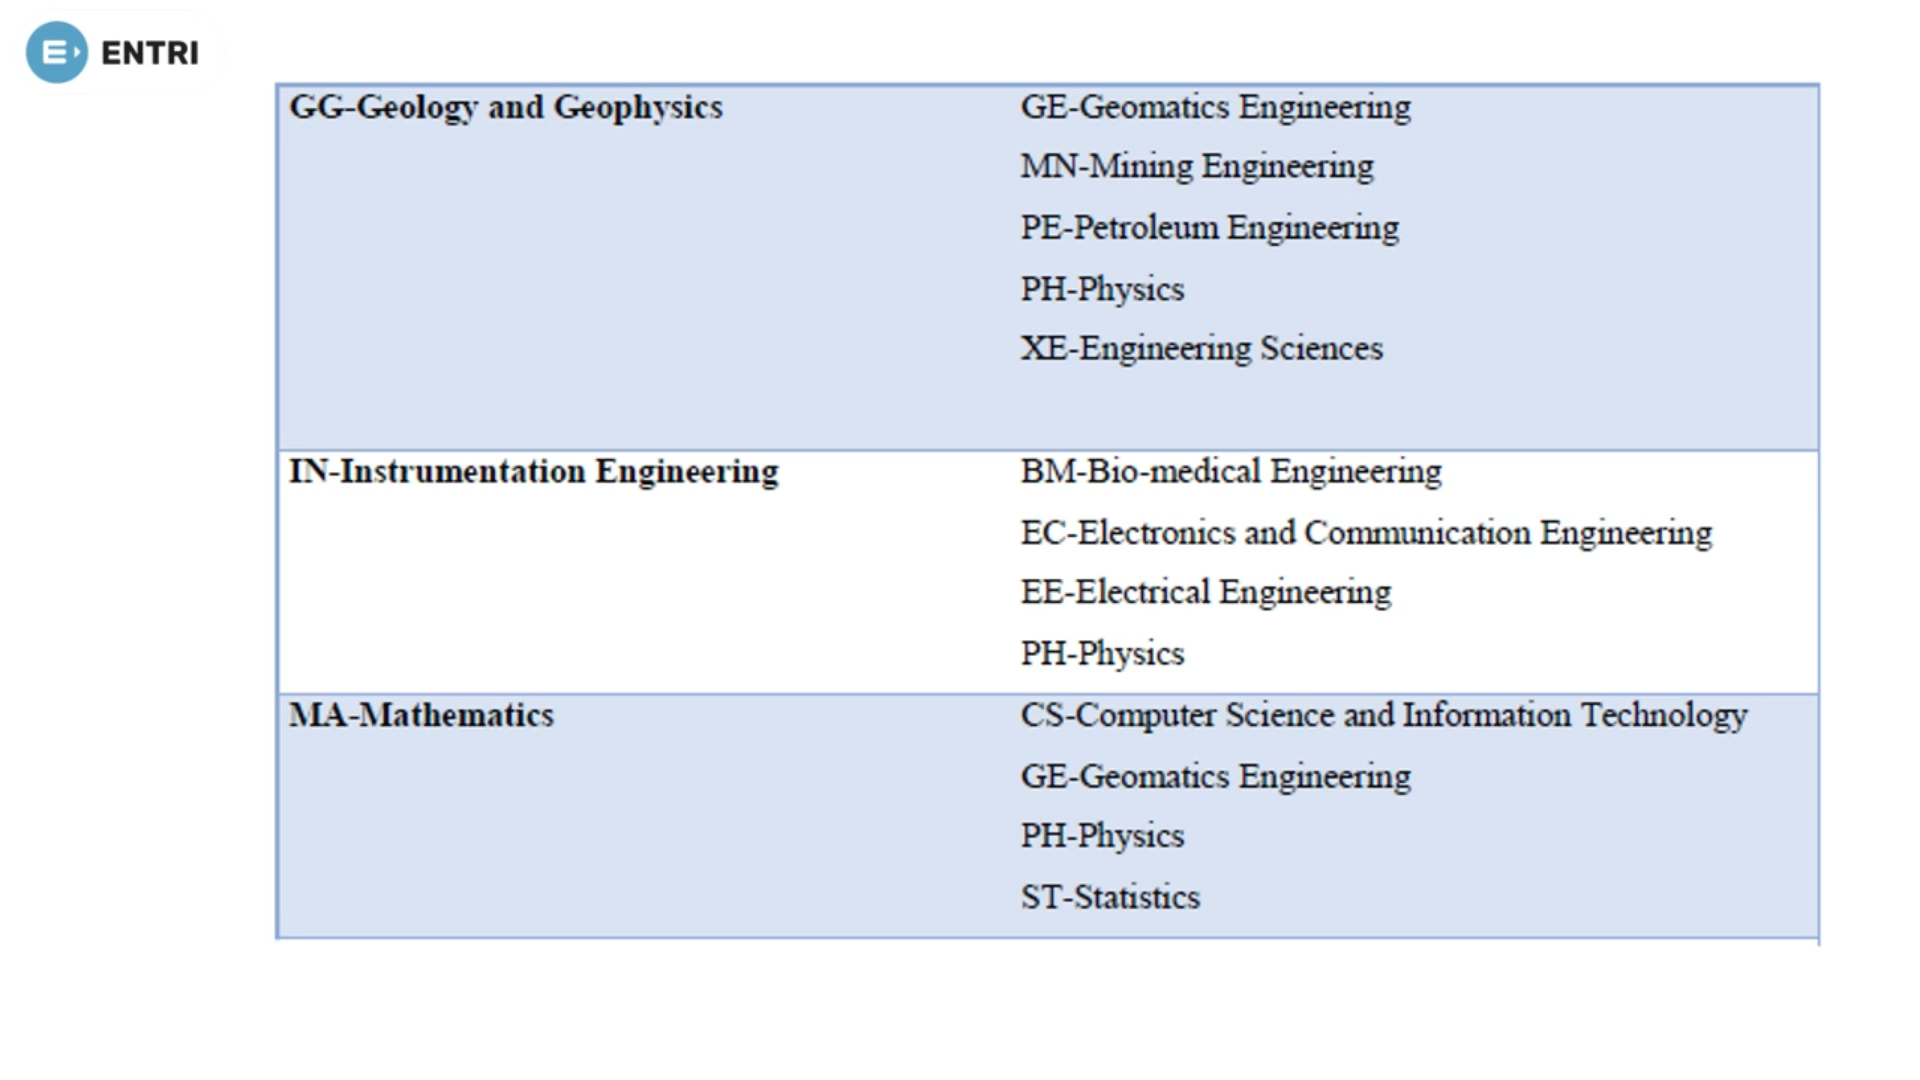 ENTRI
GG-Geology and Geophysics
GE-Geomatics Engineering
MN-Mining Engineering
PE-Petroleum Engineering
PH-Physics
XE-Engineering Sciences
IN-Instrumentation Engineering
BM-Bio-medical Engineering
EC-Electronics and Communication Engineering
EE-Electrical Engineering
PH-Physics
MA-Mathematics
CS-Computer Science and Information Technology
GE-Geomatics Engineering
PH-Physics
ST-Statistics